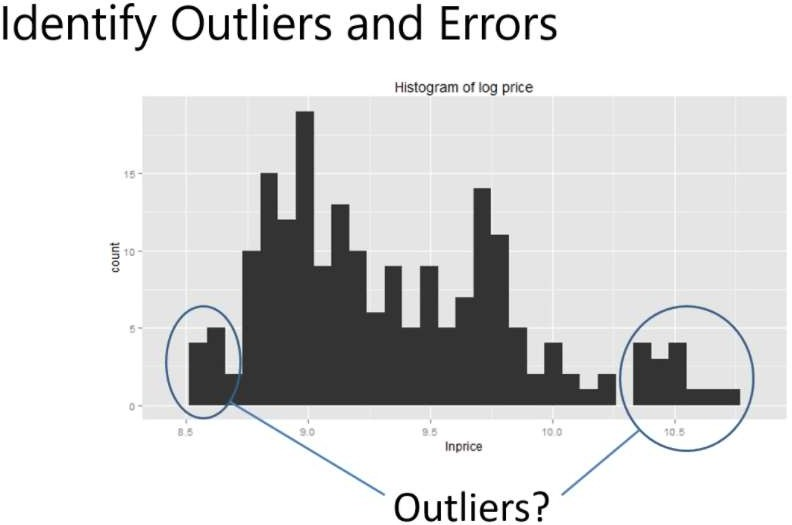 Identify Outliers and Errors
Histogram of log price
count
15
10
5
0
8.5 9.0 9.5 10.0 10.5
lnprice
Outliers?